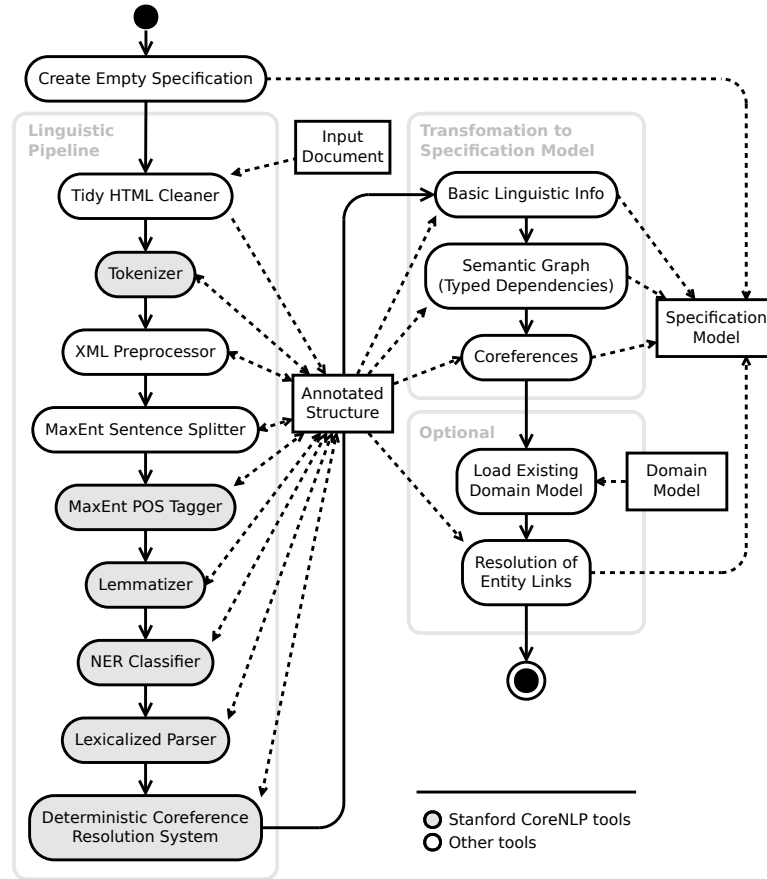 Create Empty Specification
Linguistic
Pipeline
Input
Document
Transfomation to
Specification Model
Tidy HTML Cleaner
Basic Linguistic Info
Tokenizer
Semantic Graph
(Typed Dependencies)
XML Preprocessor
Coreferences
Specification
Model
Annotated
Structure
MaxEnt Sentence Splitter
Optional
MaxEnt POS Tagger
Load Existing
Domain Model
Domain
Model
Lemmatizer
Resolution of
Entity Links
NER Classifier
Lexicalized Parser
Deterministic Coreference
Resolution System
Stanford CoreNLP tools
Other tools